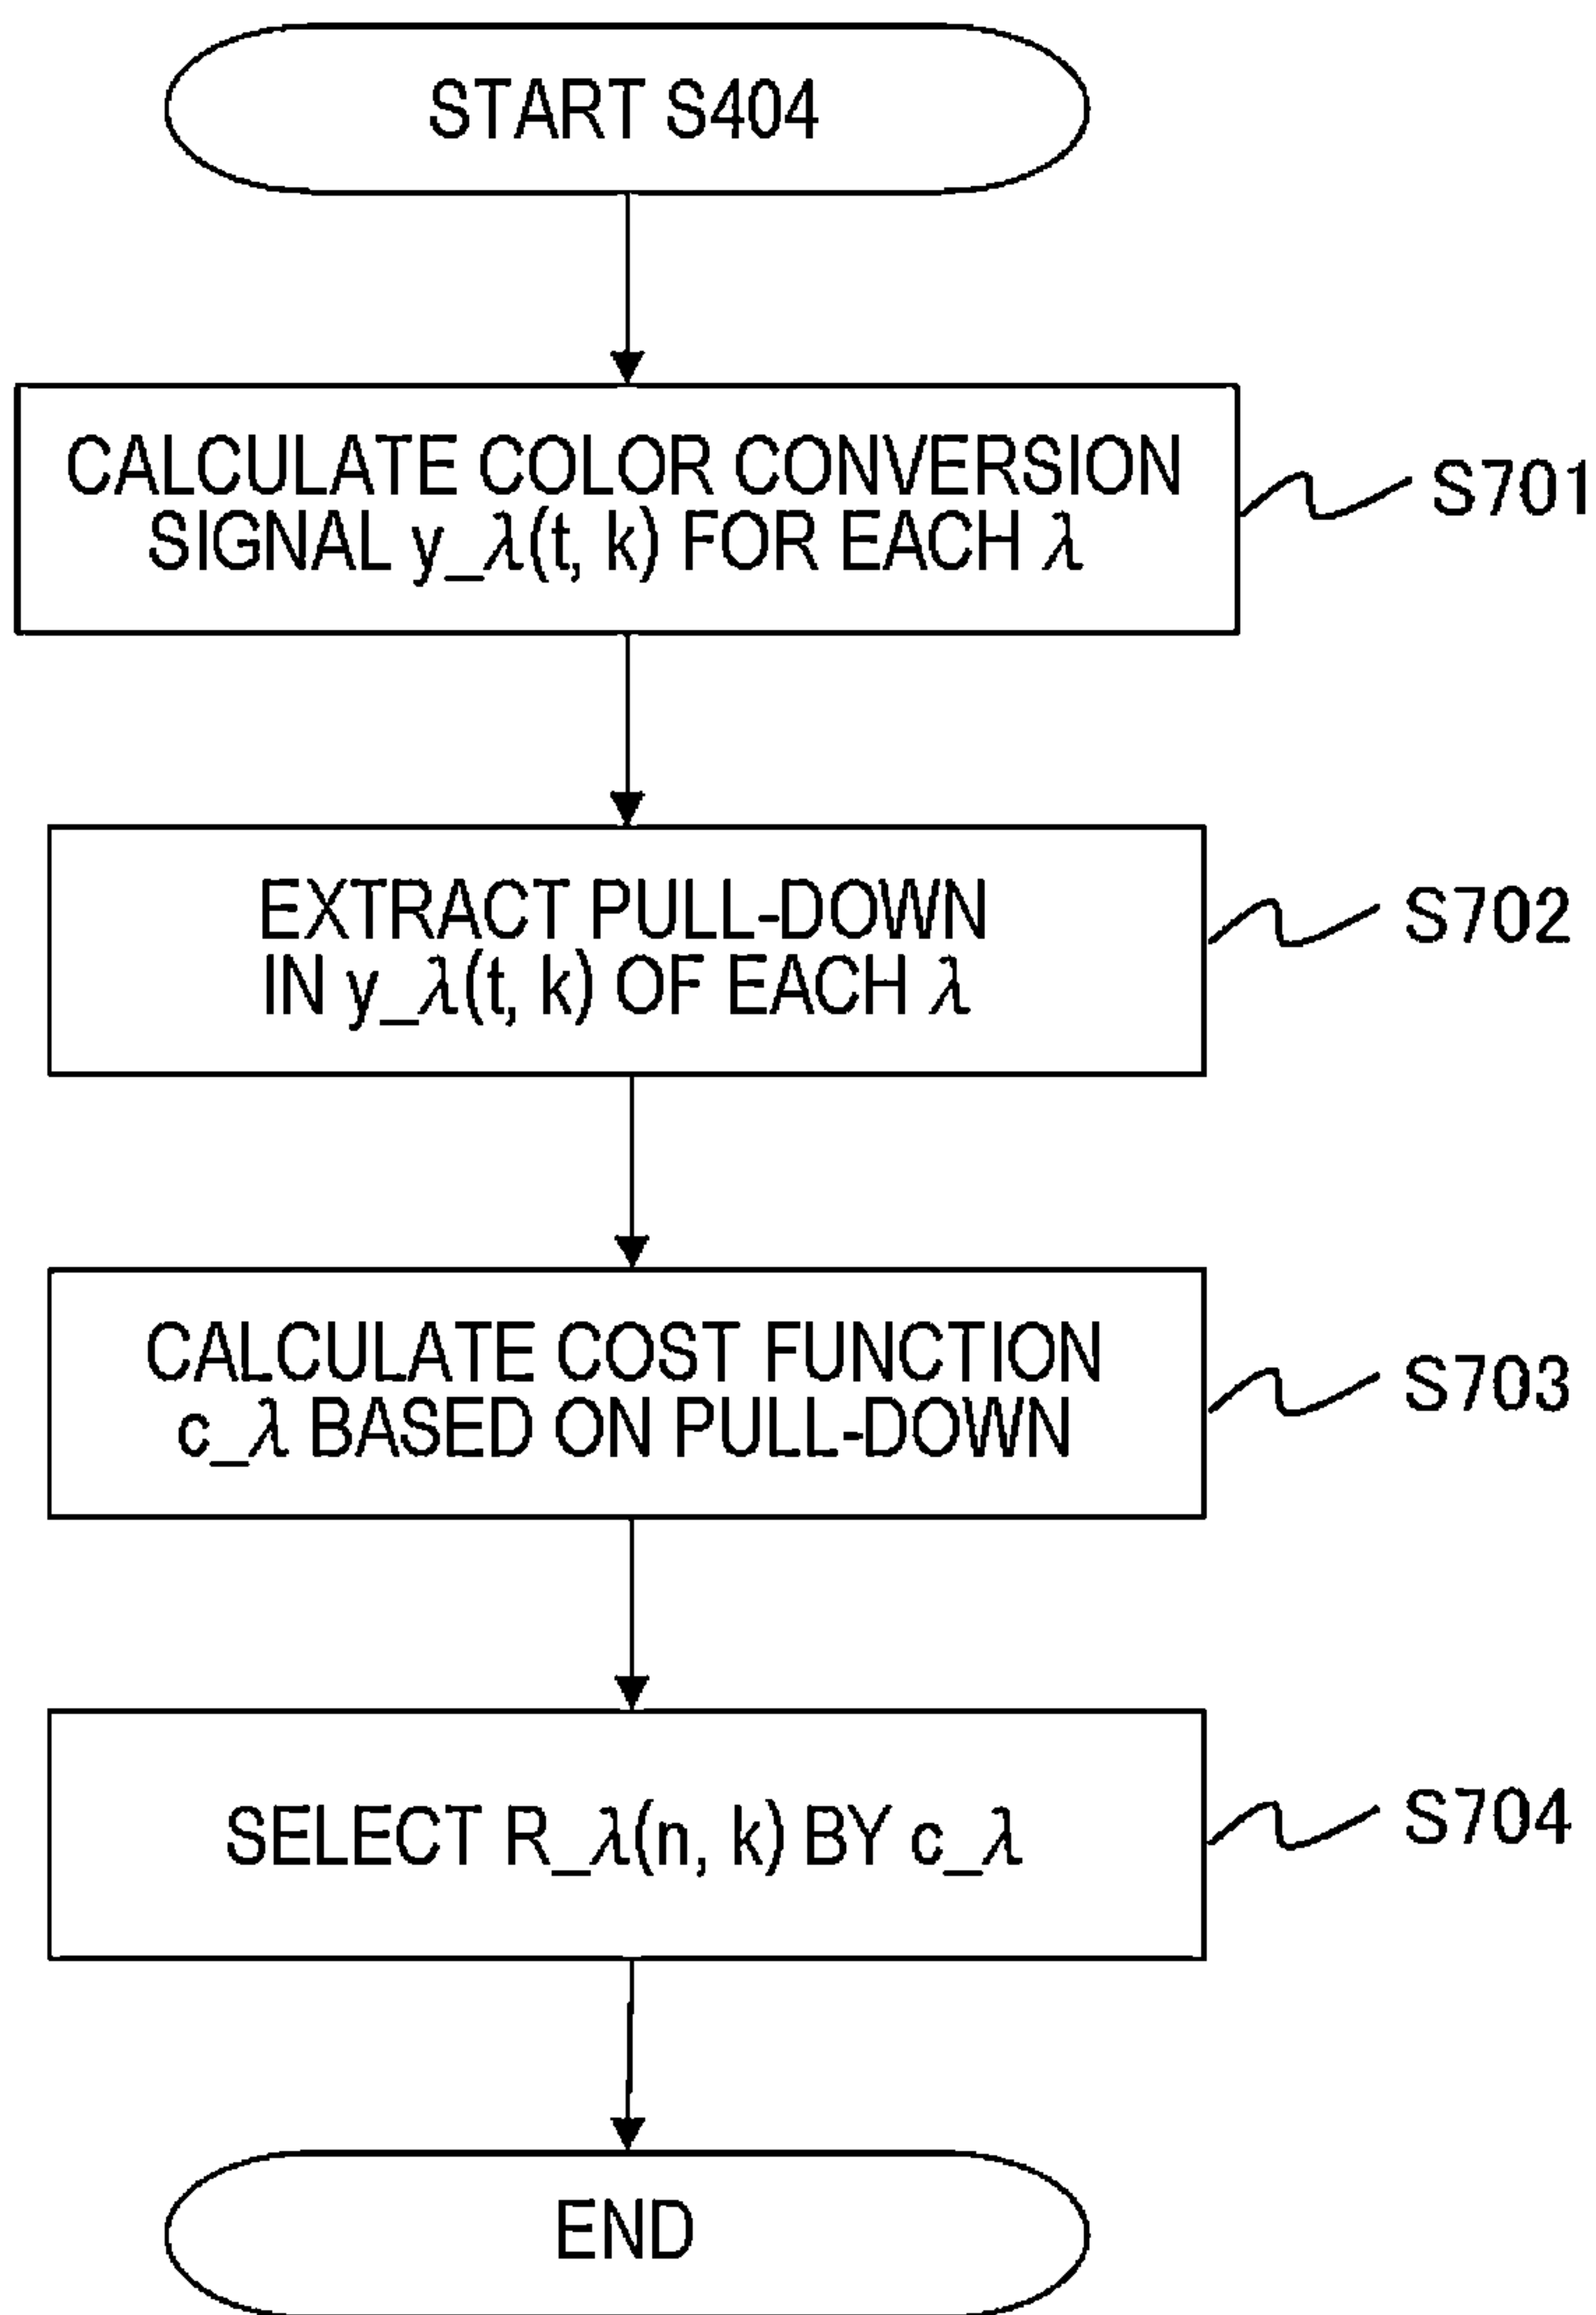 START S404
CALCULATE COLOR CONVERSION
SIGNAL y_λ(t, k) FOR EACH λ
S701
EXTRACT PULL-DOWN
IN y_λ(t, k) OF EACH λ
S702
CALCULATE COST FUNCTION
c_λ BASED ON PULL-DOWN
S703
SELECT R_λ(n, k) BY c_λ
S704
END